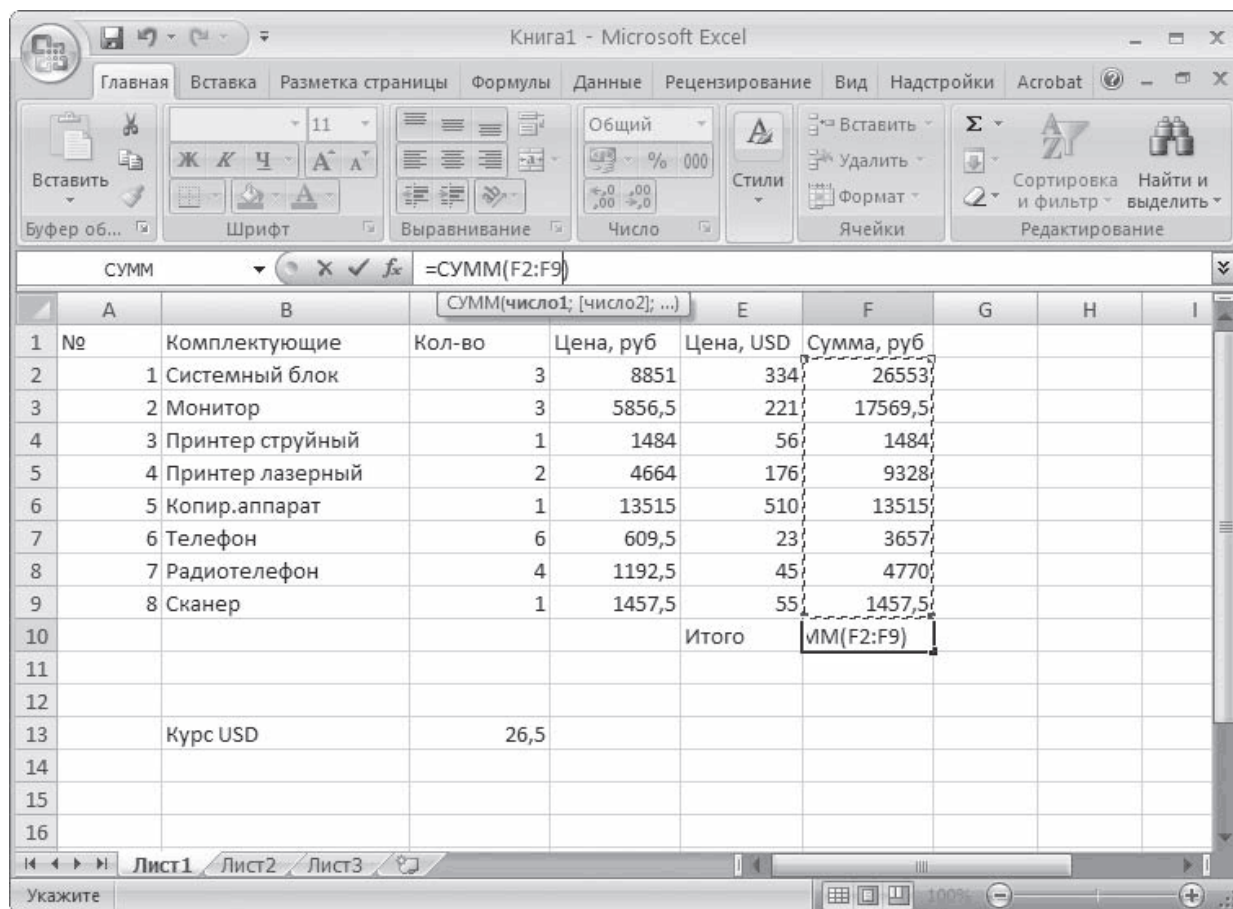 Книга1 - Microsoft Excel
Главная Вставка Разметка страницы Формулы Данные Рецензирование Вид Надстройки Acrobat
11 Общий Вставить Σ
Ж К Ч A A % 000 Удалить
Вставить Стили Сортировка и фильтр Найти и выделить
,0 ,00 ,00 ,0 Формат
Буфер об... Шрифт Выравнивание Число Ячейки Редактирование
СУММ fx =СУММ(F2:F9)
СУММ(число1; [число2]; ...)
A B E F G H I
1 № Комплектующие Кол-во Цена, руб Цена, USD Сумма, руб
2 1 Системный блок 3 8851 334 26553
3 2 Монитор 3 5856,5 221 17569,5
4 3 Принтер струйный 1 1484 56 1484
5 4 Принтер лазерный 2 4664 176 9328
6 5 Копир.аппарат 1 13515 510 13515
7 6 Телефон 6 609,5 23 3657
8 7 Радиотелефон 4 1192,5 45 4770
9 8 Сканер 1 1457,5 55 1457,5
10 Итого ММ(F2:F9)
11
12
13 Курс USD 26,5
14
15
16
Лист1 Лист2 Лист3
Укажите 100%